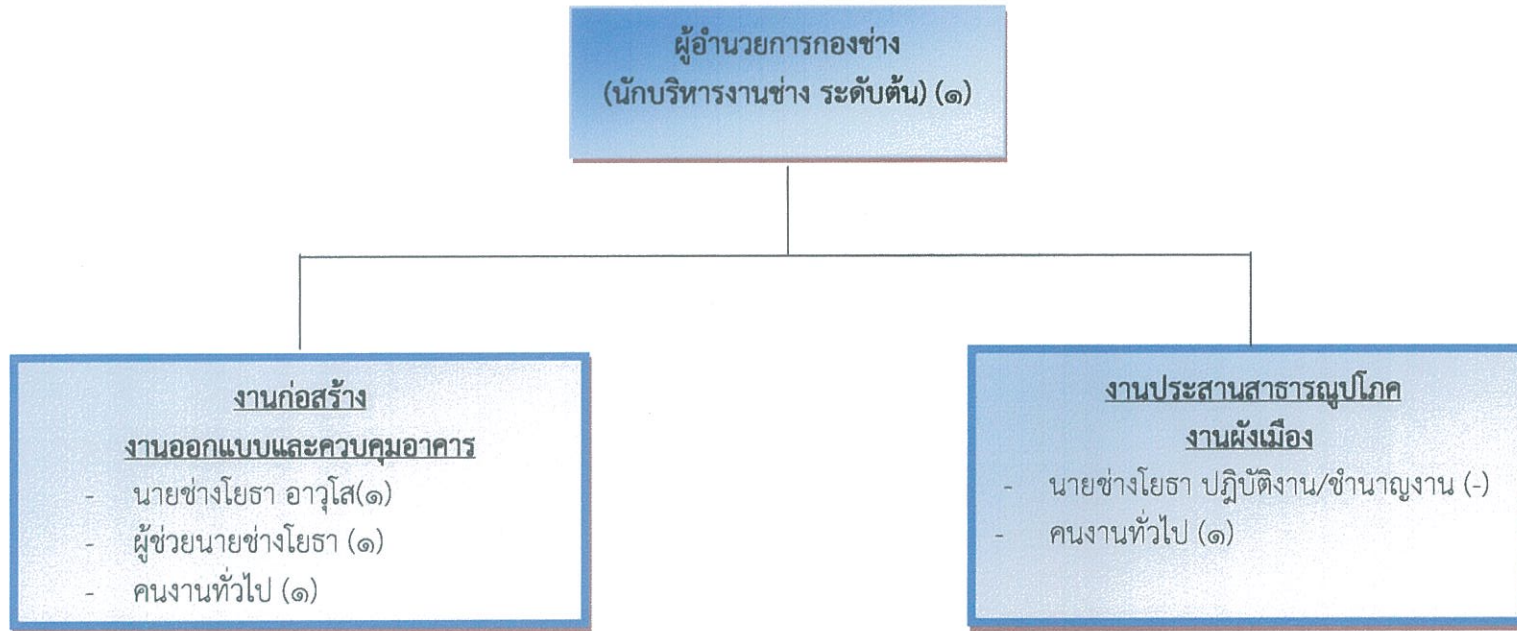 ผู้อำนวยการกองช่าง
(นักบริหารงานช่าง ระดับต้น) (๑)
งานก่อสร้าง
งานออกแบบและควบคุมอาคาร
- นายช่างโยธา อาวุโส(๑)
- ผู้ช่วยนายช่างโยธา (๑)
- คนงานทั่วไป (๑)
งานประสานสาธารณูปโภค
งานผังเมือง
- นายช่างโยธา ปฏิบัติงาน/ชำนาญงาน (-)
- คนงานทั่วไป (๑)